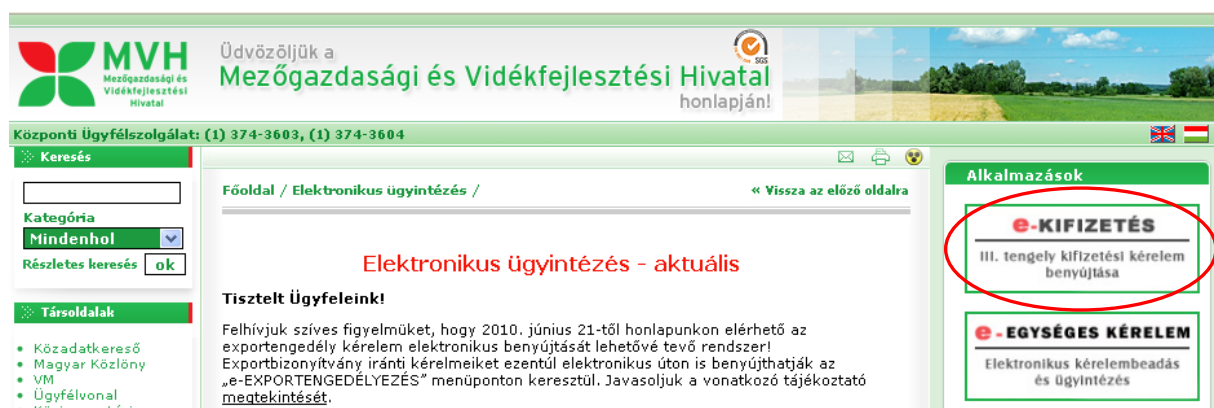 MVH
Mezőgazdasági és
Vidékfejlesztési
Hivatal
Üdvözöljük a
Mezőgazdasági és Vidékfejlesztési Hivatal
honlapján!
SGS
Központi Ügyfélszolgálat: (1) 374-3603, (1) 374-3604
Keresés
Kategória
Mindenhol
Részletes keresés ok
Társoldalak
Közadatkereső
Magyar Közlöny
VM
Ügyfélvonal
Főoldal / Elektronikus ügyintézés /
« Vissza az előző oldalra
Elektronikus ügyintézés - aktuális
Tisztelt Ügyfeleink!
Felhívjuk szíves figyelmüket, hogy 2010. június 21-től honlapunkon elérhető az
exportengedély kérelem elektronikus benyújtását lehetővé tevő rendszer!
Exportbizonyítvány iránti kérelmeiket ezentúl elektronikus úton is benyújthatják az
„e-EXPORTENGEDÉLYEZÉS” menüponton keresztül. Javasoljuk a vonatkozó tájékoztató
megtekintését.
Alkalmazások
e-KIFIZETÉS
III. tengely kifizetési kérelem
benyújtása
e - EGYSÉGES KÉRELEM
Elektronikus kérelembeadás
és ügyintézés